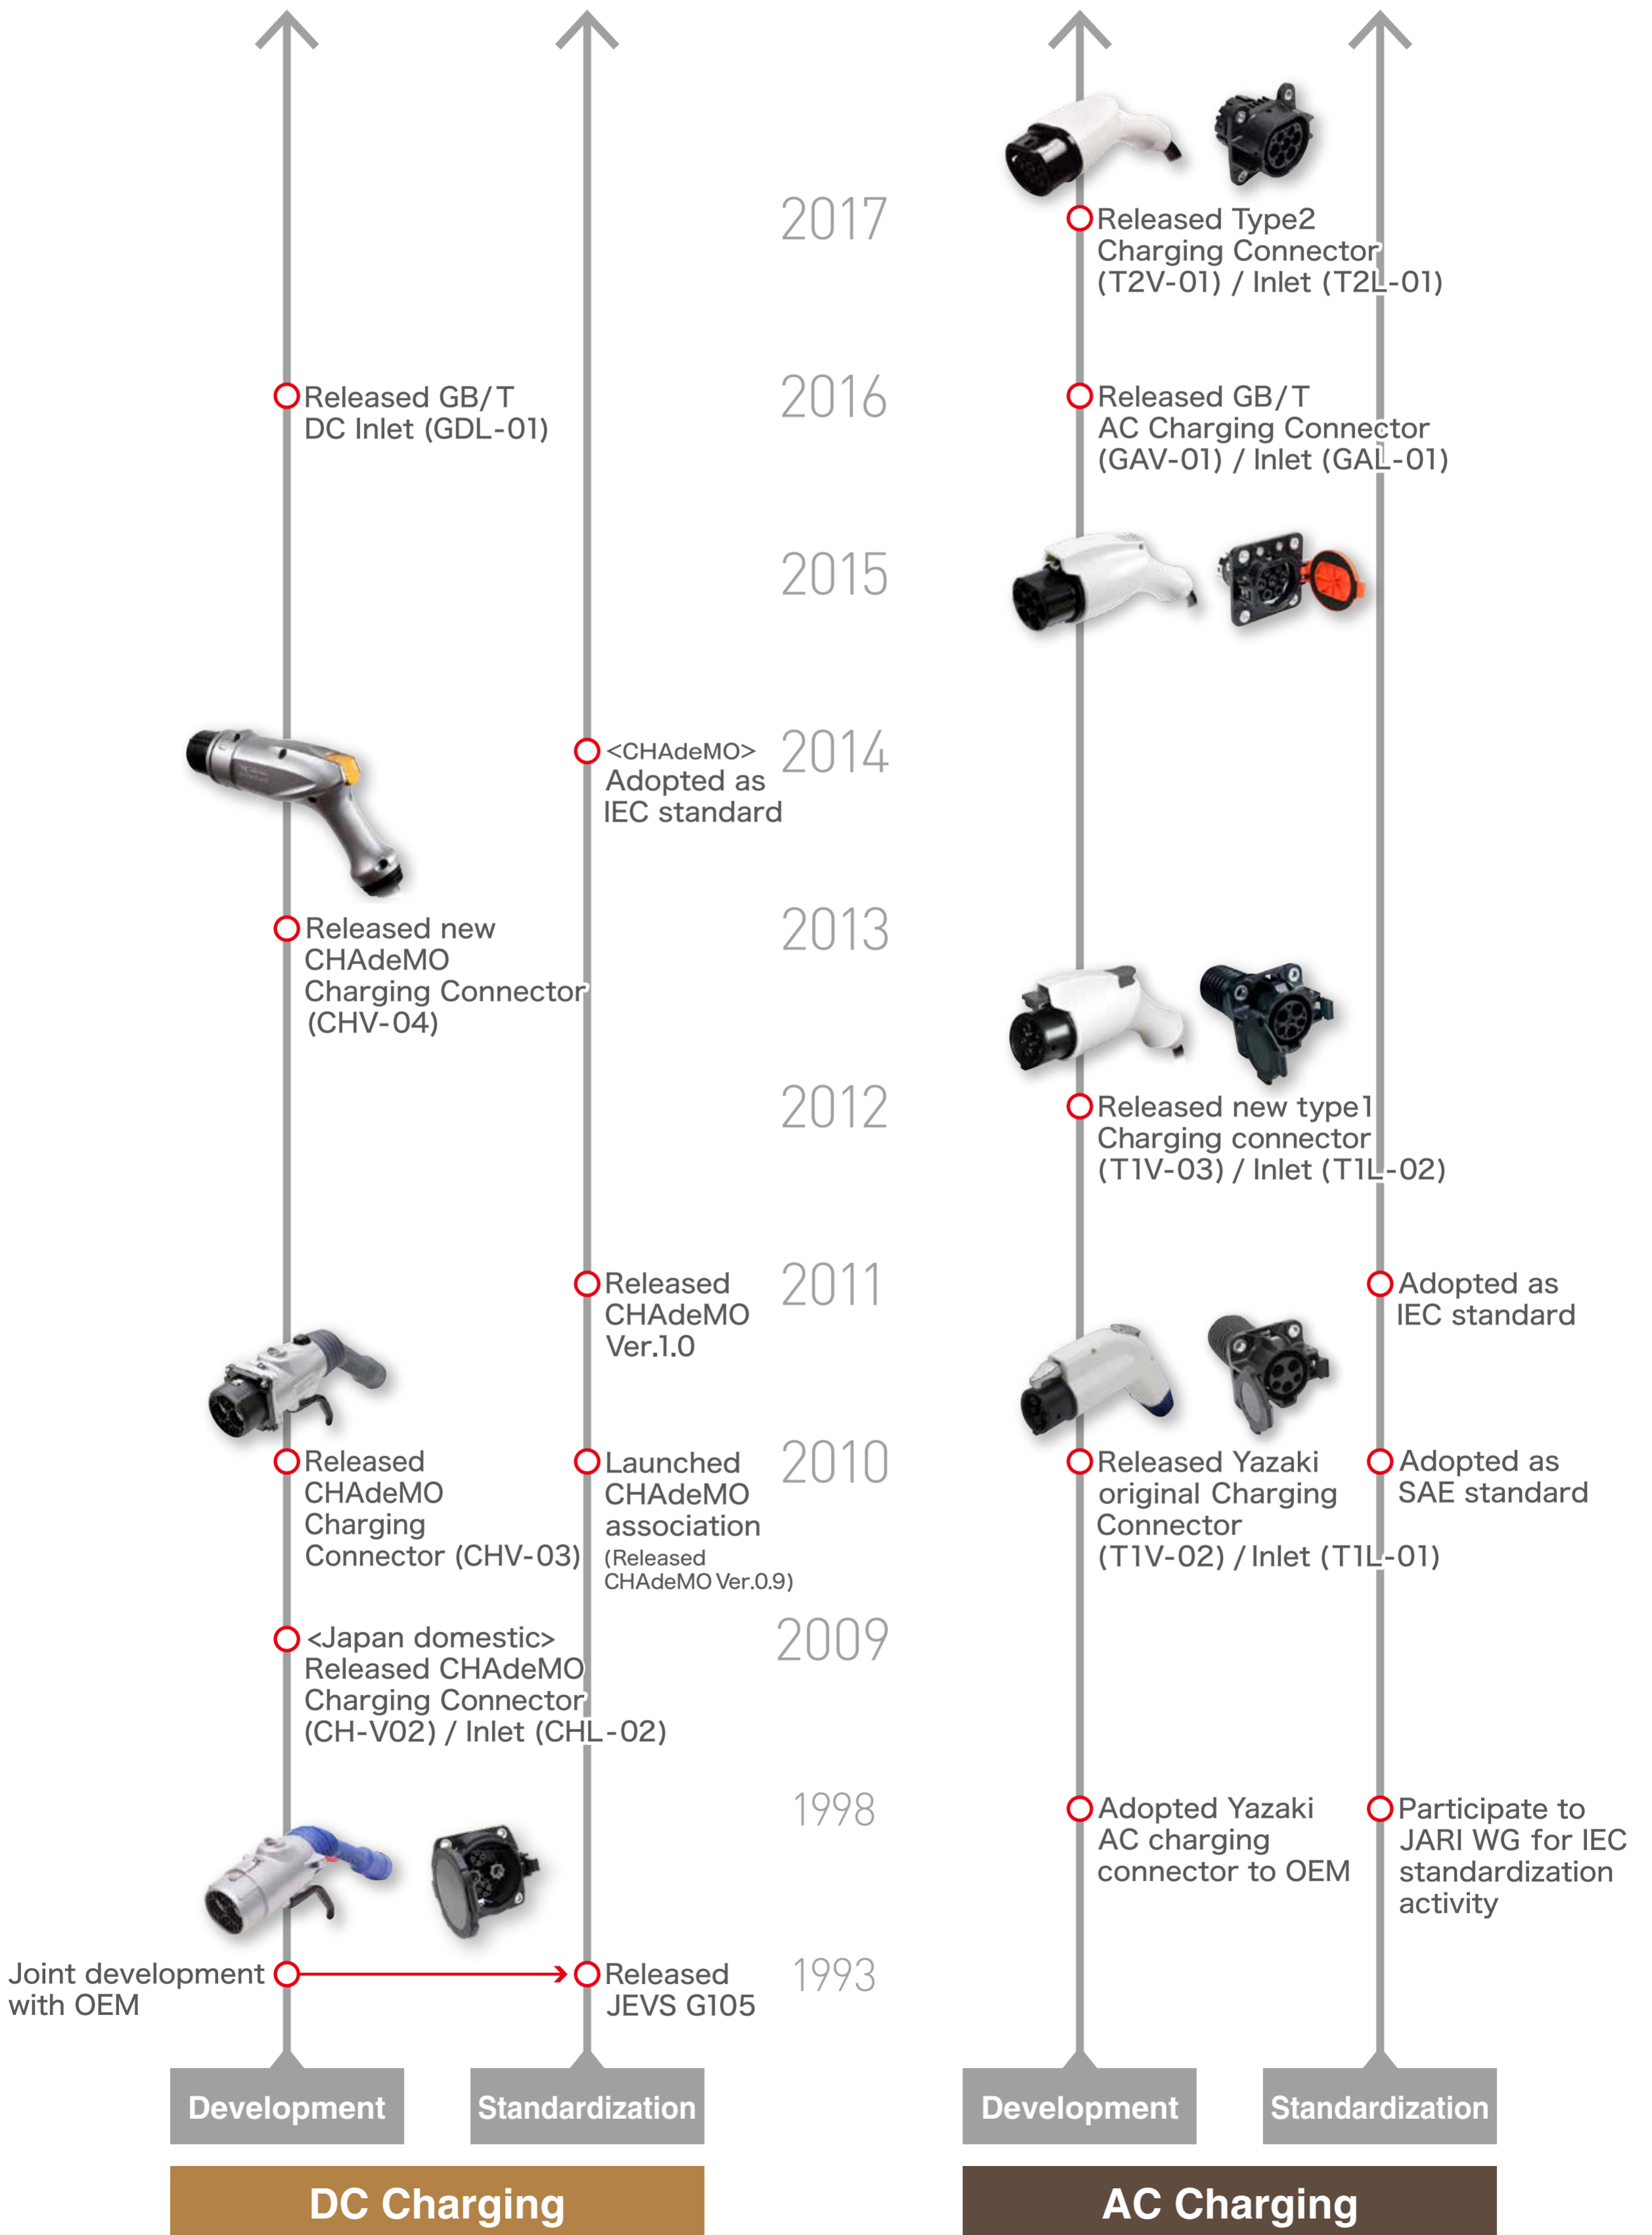 2017
Released Type2
Charging Connector
(T2V-01) / Inlet (T2L-01)
Released GB/T
DC Inlet (GDL-01)
2016
Released GB/T
AC Charging Connector
(GAV-01) / Inlet (GAL-01)
2015
<CHAdeMO>
Adopted as
IEC standard
2014
Released new
CHAdeMO
Charging Connector
(CHV-04)
2013
2012
Released new type1
Charging connector
(T1V-03) / Inlet (T1L-02)
Released
CHAdeMO
Ver.1.0
2011
Adopted as
IEC standard
Released
CHAdeMO
Charging
Connector (CHV-03)
Launched
CHAdeMO
association
(Released
CHAdeMO Ver.0.9)
2010
Released Yazaki
original Charging
Connector
(T1V-02) / Inlet (T1L-01)
Adopted as
SAE standard
<Japan domestic>
Released CHAdeMO
Charging Connector
(CH-V02) / Inlet (CHL-02)
2009
1998
Adopted Yazaki
AC charging
connector to OEM
Participate to
JARI WG for IEC
standardization
activity
Joint development
with OEM
Released
JEVS G105
1993
Development
Standardization
Development
Standardization
DC Charging
AC Charging